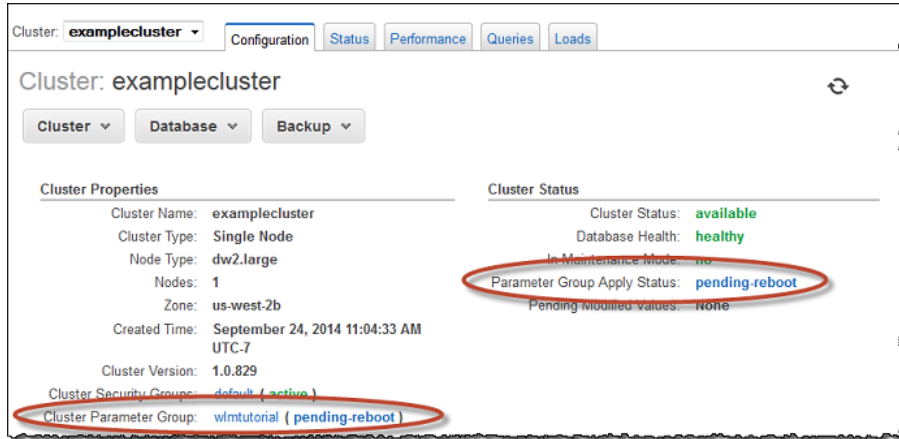 Cluster: examplecluster
Configuration Status Performance Queries Loads
Cluster: examplecluster
Cluster Database Backup
Cluster Properties
Cluster Name: examplecluster
Cluster Type: Single Node
Node Type: dw2.large
Nodes: 1
Zone: us-west-2b
Created Time: September 24, 2014 11:04:33 AM
UTC-7
Cluster Version: 1.0.829
Cluster Security Groups: default ( active )
Cluster Parameter Group: wlmtutorial ( pending-reboot )
Cluster Status
Cluster Status: available
Database Health: healthy
In Maintenance Mode: no
Parameter Group Apply Status: pending-reboot
Pending Modified Values: None